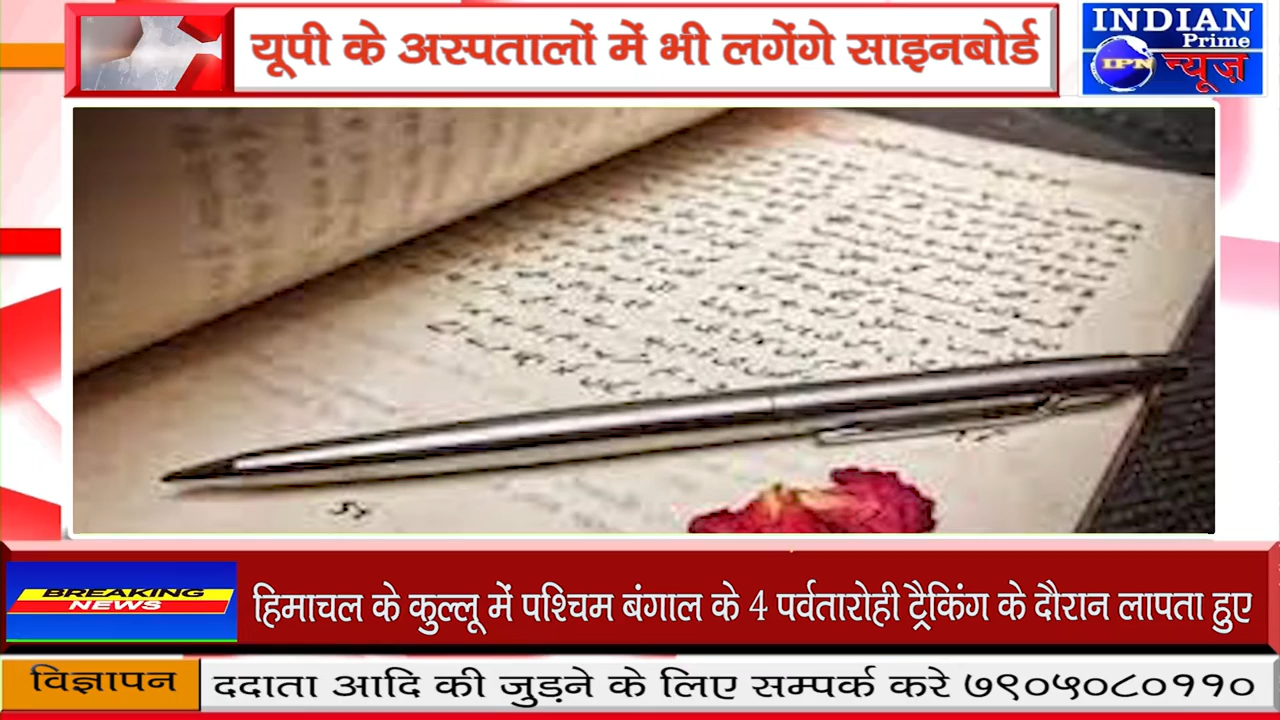 यूपी के अस्पतालों में भी लगेंगे साइनबोर्ड
INDIAN
Prime
IPN न्यूज़
BREAKING
NEWS
हिमाचल के कुल्लू में पश्चिम बंगाल के 4 पर्वतारोही ट्रैकिंग के दौरान लापता हुए
विज्ञापन
ददाता आदि की जुड़ने के लिए सम्पर्क करे ७९०५०८०११०